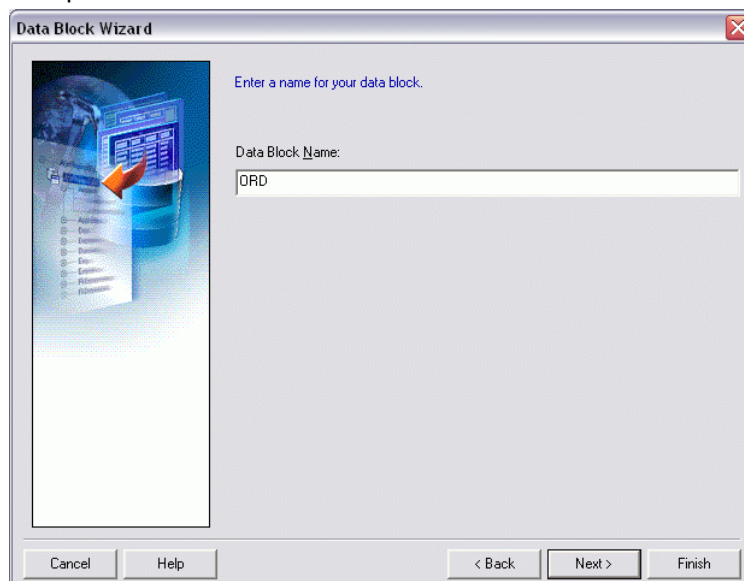 Data Block Wizard
Enter a name for your data block.
Data Block Name:
ORD
Cancel
Help
< Back
Next >
Finish